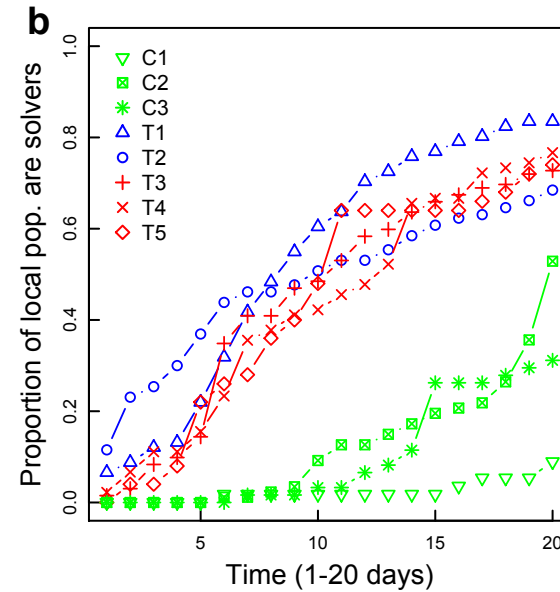 b
Proportion of local pop. are solvers
1.0
0.8
0.6
0.4
0.2
0.0
C1
C2
C3
T1
T2
T3
T4
T5
5
10
15
20
Time (1-20 days)